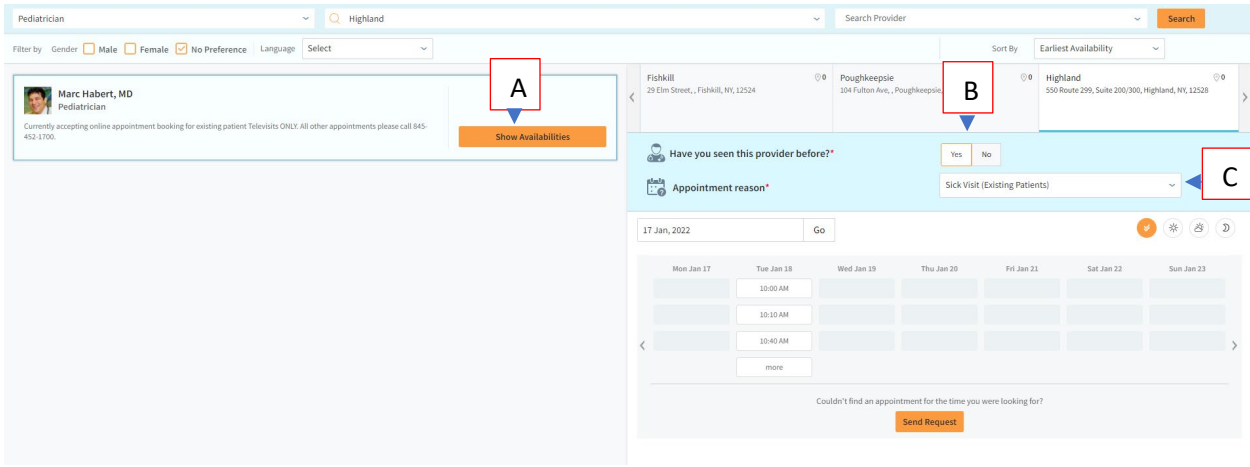 Pediatrician
Highland
Search Provider
Search
Filter by Gender Male Female No Preference Language Select
Sort By Earliest Availability
A
Marc Habert, MD
Pediatrician
Currently accepting online appointment booking for existing patient Televisits ONLY. All other appointments please call 845-
452-1700.
Show Availabilities
Fishkill 0
29 Elm Street, , Fishkill, NY, 12524
Poughkeepsie 0
104 Fulton Ave, , Poughkeepsie,
B
Highland 0
550 Route 299, Suite 200/300, Highland, NY, 12528
Have you seen this provider before?*
Yes No
Appointment reason*
Sick Visit (Existing Patients)
C
17 Jan, 2022 Go
Mon Jan 17 Tue Jan 18 Wed Jan 19 Thu Jan 20 Fri Jan 21 Sat Jan 22 Sun Jan 23
10:00 AM
10:10 AM
10:40 AM
more
Couldn't find an appointment for the time you were looking for?
Send Request